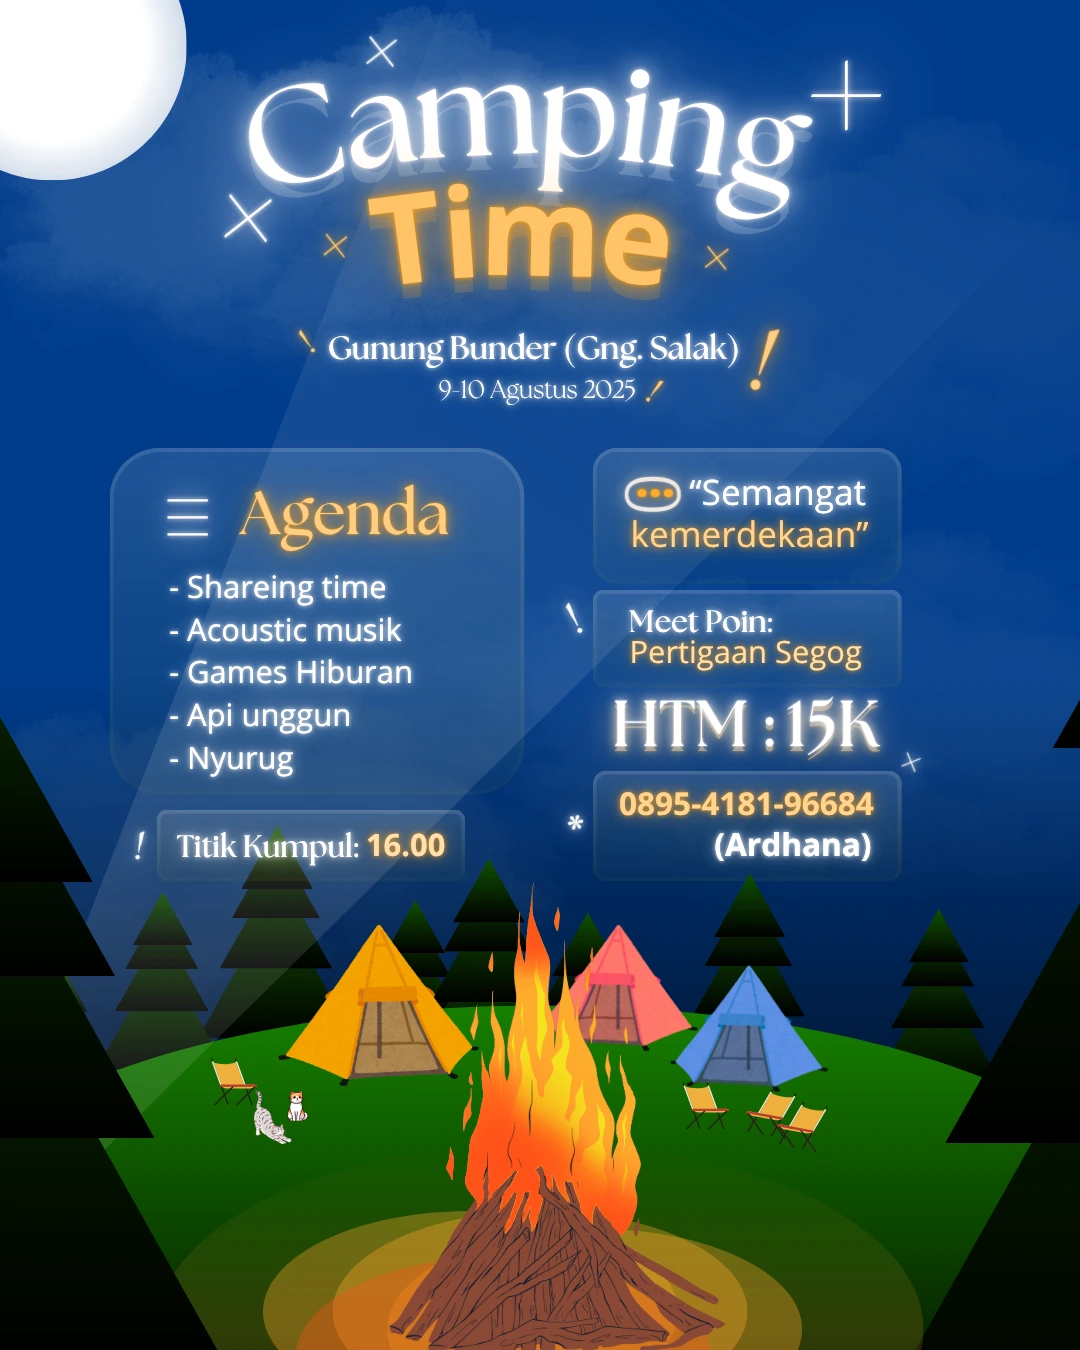 Camping
Time
Gunung Bunder (Gng. Salak)
9-10 Agustus 2025
Agenda
- Shareing time
- Acoustic musik
- Games Hiburan
- Api unggun
- Nyurug
Titik Kumpul: 16.00
“Semangat
kemerdekaan”
Meet Poin:
Pertigaan Segog
HTM : 15K
0895-4181-96684
(Ardhana)